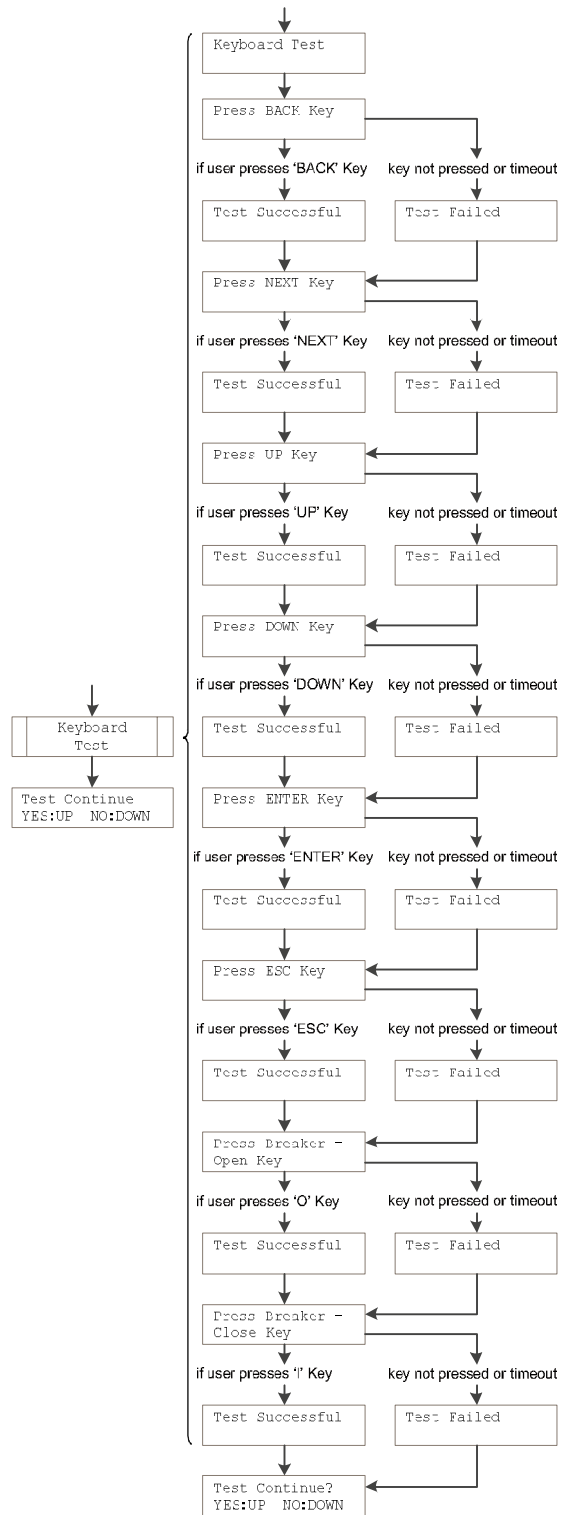 Keyboard Test
Press BACK Key
if user presses ‘BACK’ Key
key not pressed or timeout
Test Successful
Test Failed
Press NEXT Key
if user presses ‘NEXT’ Key
key not pressed or timeout
Test Successful
Test Failed
Press UP Key
if user presses ‘UP’ Key
key not pressed or timeout
Test Successful
Test Failed
Press DOWN Key
if user presses ‘DOWN’ Key
key not pressed or timeout
Test Successful
Test Failed
Keyboard
Test
Test Continue
YES:UP NO:DOWN
Press ENTER Key
if user presses ‘ENTER’ Key
key not pressed or timeout
Test Successful
Test Failed
Press ESC Key
if user presses ‘ESC’ Key
key not pressed or timeout
Test Successful
Test Failed
Press Breaker -
Open Key
if user presses ‘O’ Key
key not pressed or timeout
Test Successful
Test Failed
Press Breaker -
Close Key
if user presses ‘I’ Key
key not pressed or timeout
Test Successful
Test Failed
Test Continue?
YES:UP NO:DOWN